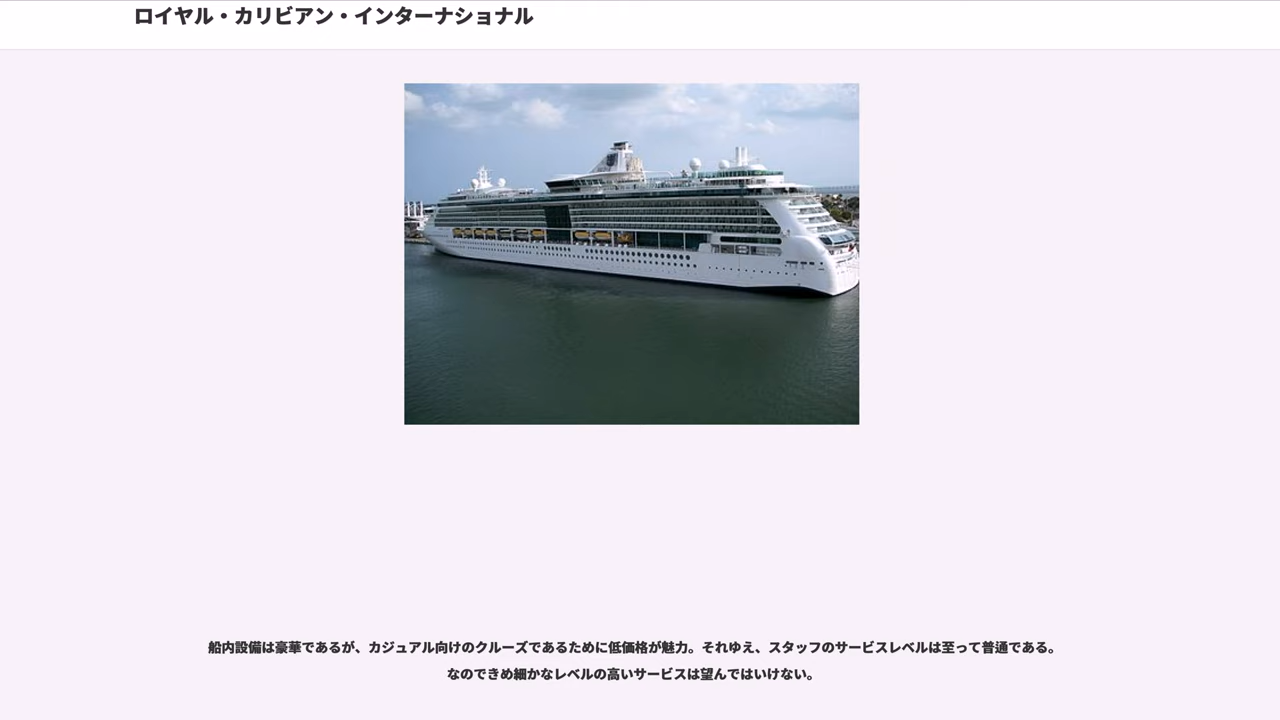 ロイヤル・カリビアン・インターナショナル
船内設備は豪華であるが、カジュアル向けのクルーズであるために低価格が魅力。それゆえ、スタッフのサービスレベルは至って普通である。
なのできめ細かなレベルの高いサービスは望んではいけない。